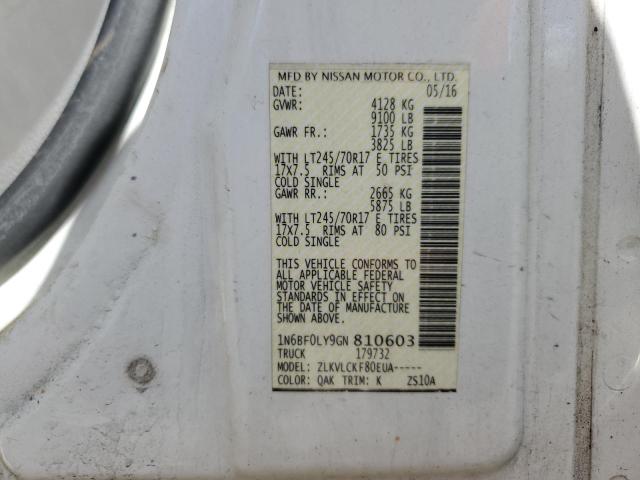 MFD BY NISSAN MOTOR CO., LTD.
DATE: 05/16
GVWR: 4128 KG
9100 LB
GAWR FR.: 1735 KG
3825 LB
WITH LT245/70R17 E TIRES
17X7.5 RIMS AT 50 PSI
COLD SINGLE
GAWR RR.: 2665 KG
5875 LB
WITH LT245/70R17 E TIRES
17X7.5 RIMS AT 80 PSI
COLD SINGLE
THIS VEHICLE CONFORMS TO
ALL APPLICABLE FEDERAL
MOTOR VEHICLE SAFETY
STANDARDS IN EFFECT ON
THE DATE OF MANUFACTURE
SHOWN ABOVE
1N6BF0LY9GN 810603
TRUCK 179732
MODEL: ZLKVLCKF80EUA-----
COLOR: QAK TRIM: K ZS10A